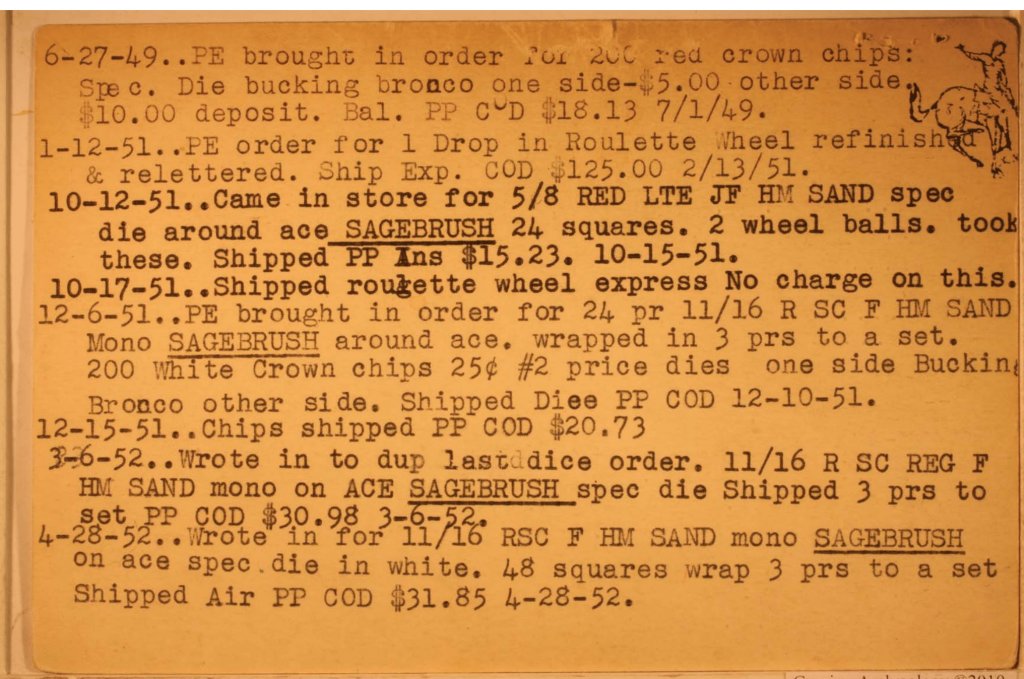 6-27-49..PE brought in order for 200 red crown chips:
Spec. Die bucking bronco one side-$5.00 other side.
$10.00 deposit. Bal. PP COD $18.13 7/1/49.
1-12-51..PE order for 1 Drop in Roulette Wheel refinished
& relettered. Ship Exp. COD $125.00 2/13/51.
10-12-51..Came in store for 5/8 RED LTE JF HM SAND spec
die around ace SAGEBRUSH 24 squares. 2 wheel balls. took
these. Shipped PP Ins $15.23. 10-15-51.
10-17-51..Shipped roulette wheel express No charge on this.
12-6-51..PE brought in order for 24 pr 11/16 R SC F HM SAND
Mono SAGEBRUSH around ace. wrapped in 3 prs to a set.
200 White Crown chips 25¢ #2 price dies one side Bucking
Bronco other side. Shipped Diee PP COD 12-10-51.
12-15-51..Chips shipped PP COD $20.73
3-6-52..Wrote in to dup last dice order. 11/16 R SC REG F
HM SAND mono on ACE SAGEBRUSH spec die Shipped 3 prs to
set PP COD $30.98 3-6-52.
4-28-52..Wrote in for 11/16 RSC F HM SAND mono SAGEBRUSH
on ace spec.die in white. 48 squares wrap 3 prs to a set
Shipped Air PP COD $31.85 4-28-52.